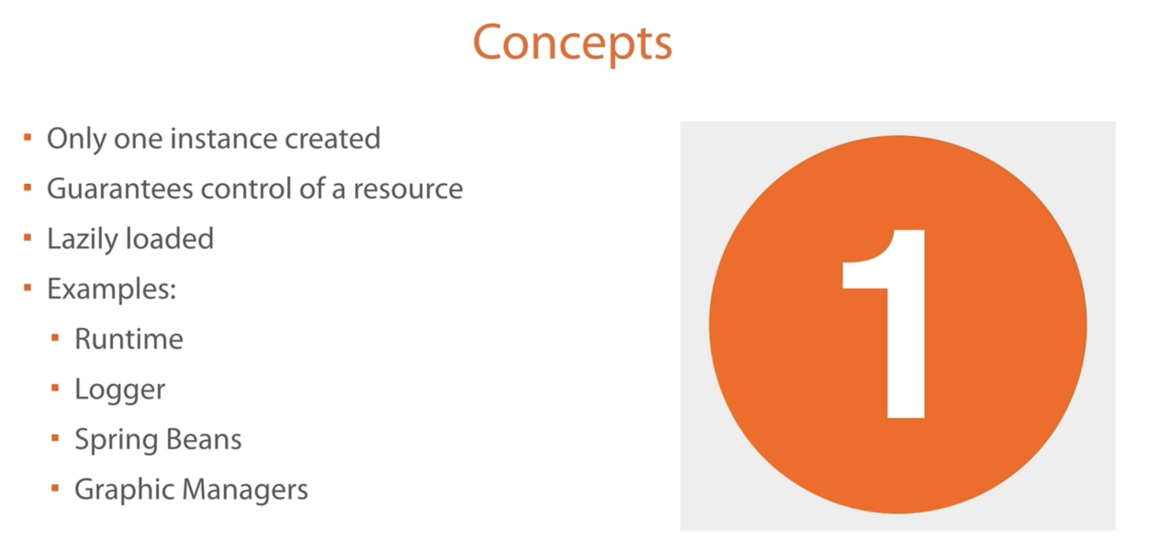 Concepts
▪ Only one instance created
▪ Guarantees control of a resource
▪ Lazily loaded
▪ Examples:
▪ Runtime
▪ Logger
▪ Spring Beans
▪ Graphic Managers
1